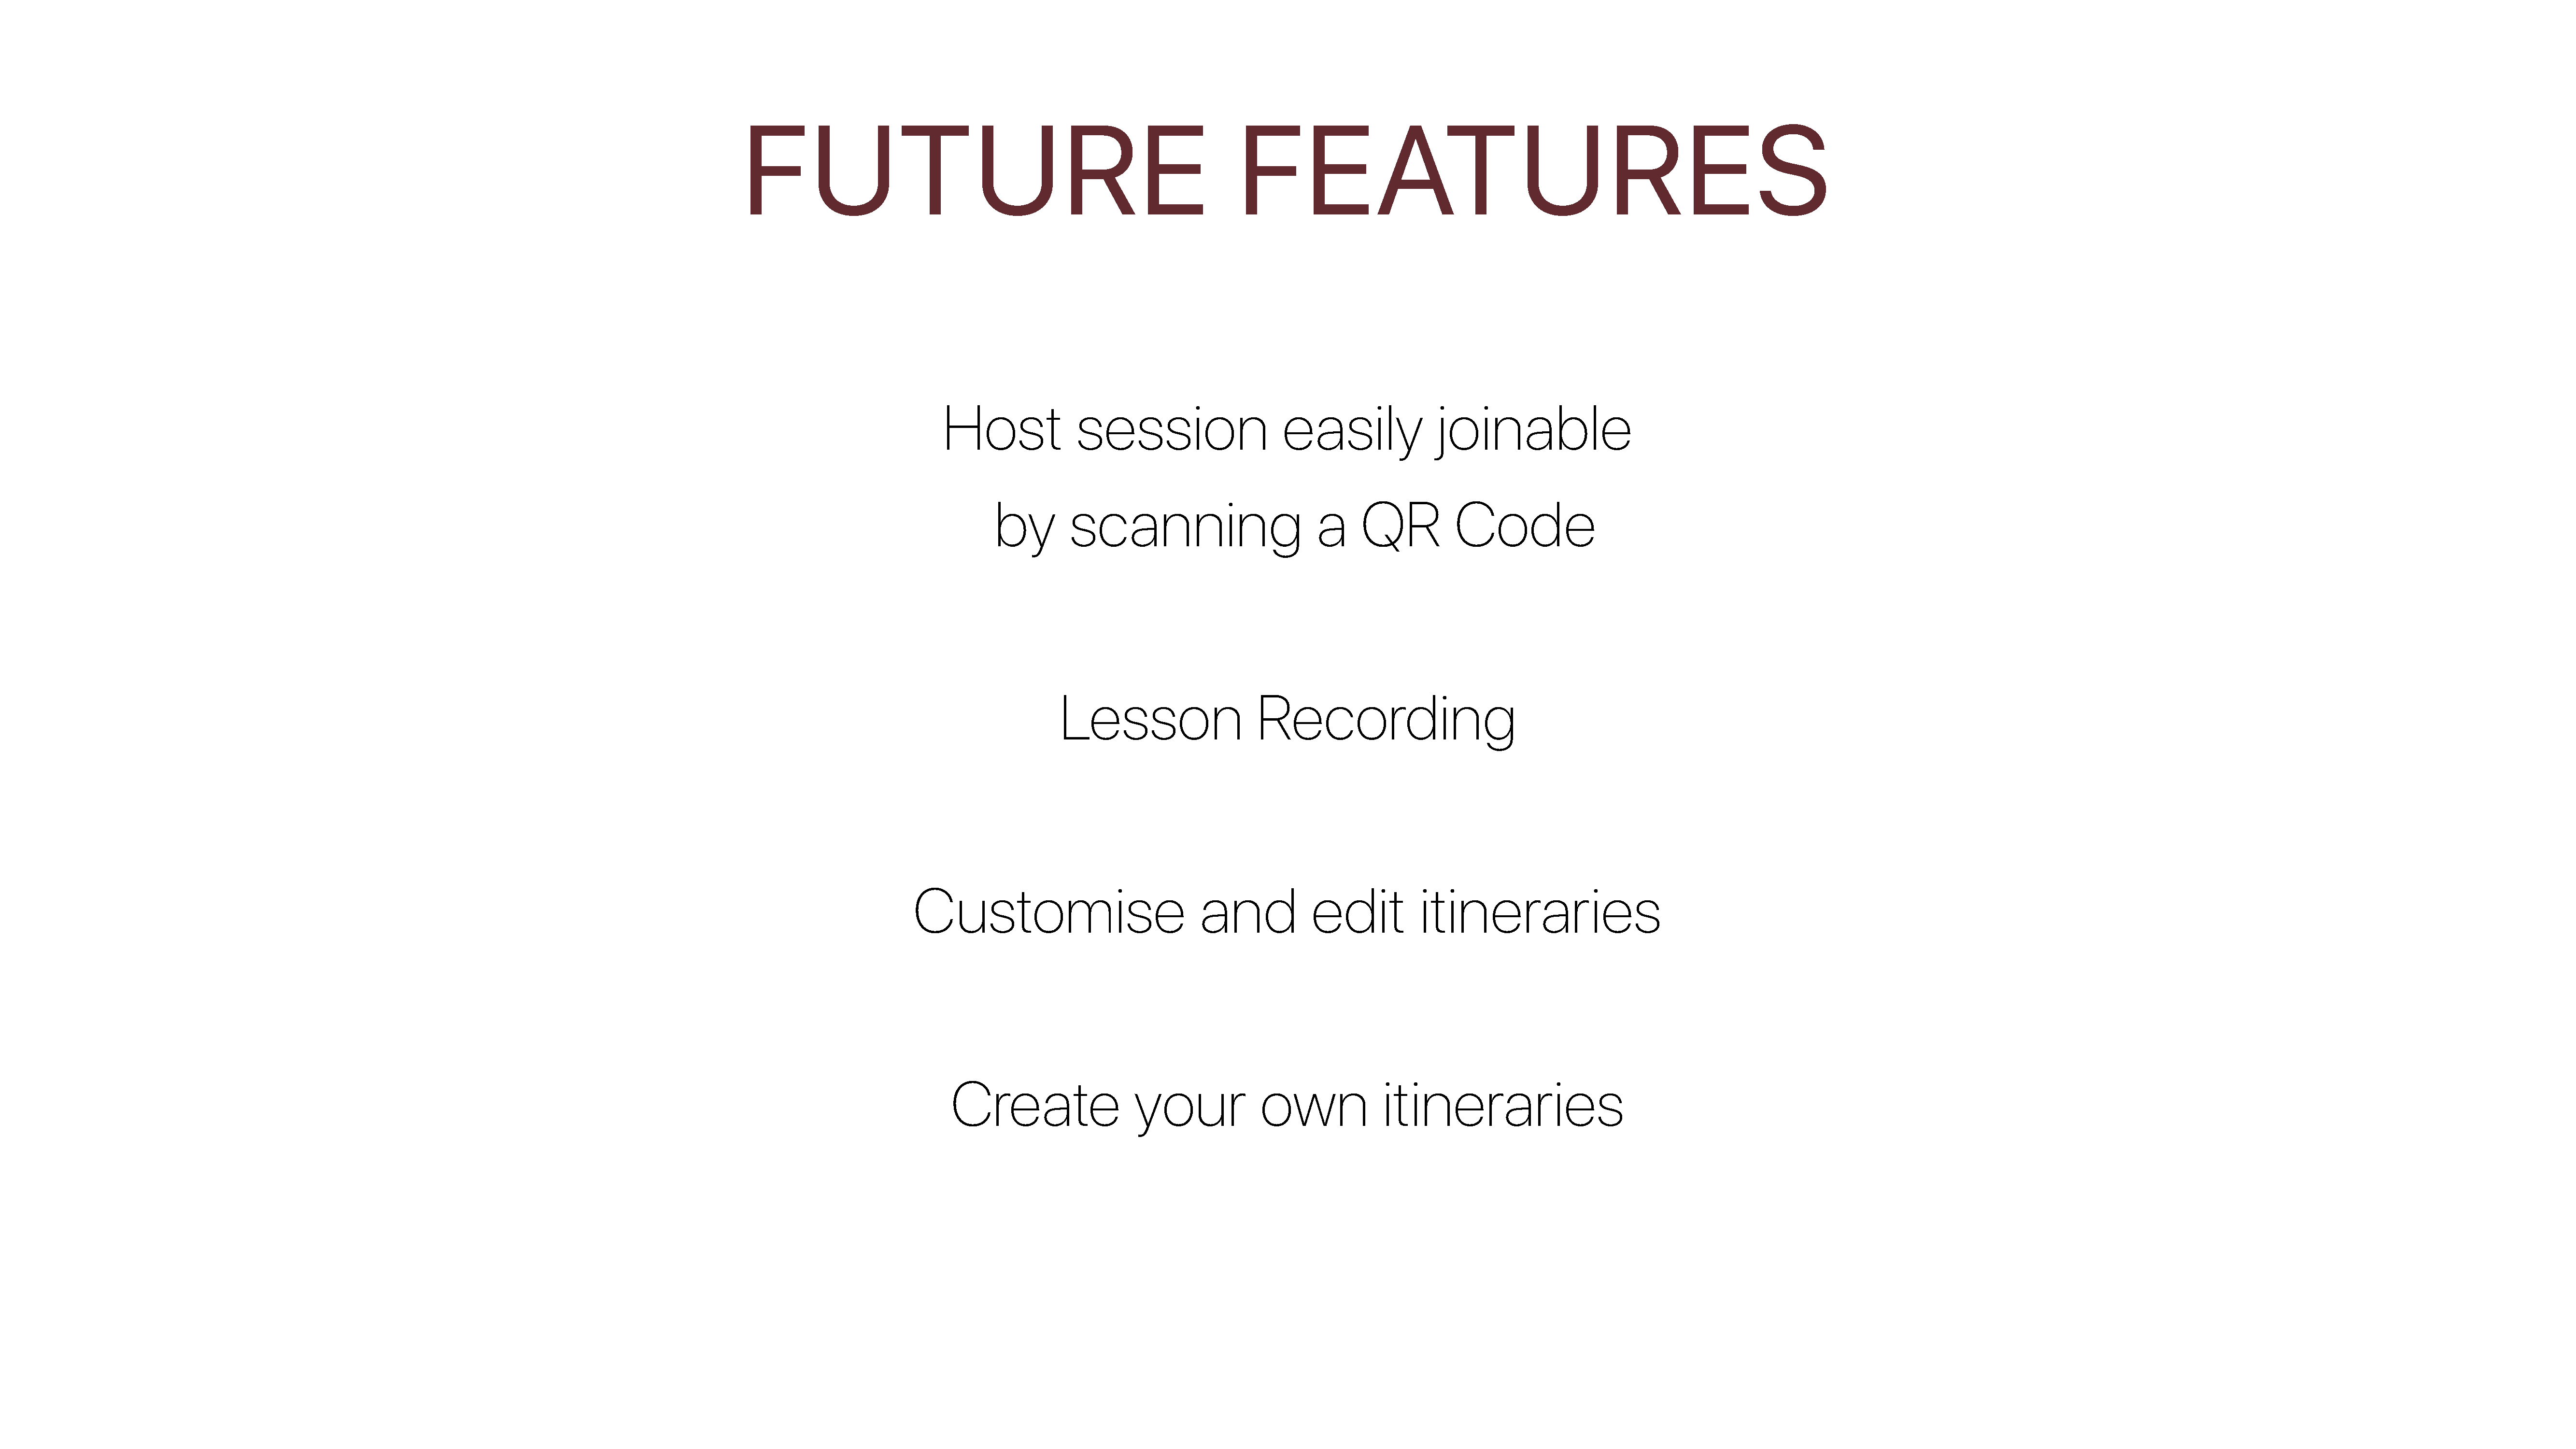 FUTURE FEATURES
Host session easily joinable
by scanning a QR Code
Lesson Recording
Customise and edit itineraries
Create your own itineraries